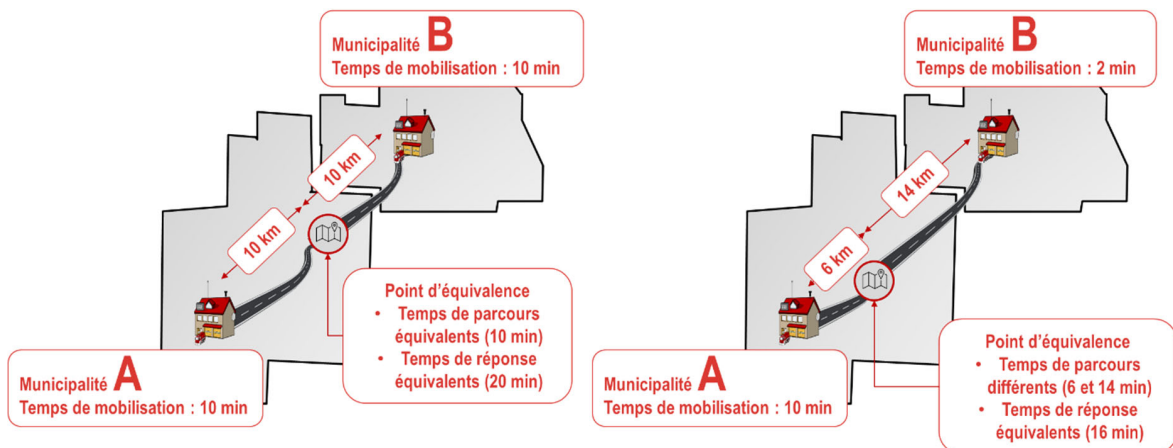 Municipalité B
Temps de mobilisation : 10 min
10 km
10 km
Point d’équivalence
• Temps de parcours
équivalents (10 min)
• Temps de réponse
équivalents (20 min)
Municipalité A
Temps de mobilisation : 10 min
Municipalité B
Temps de mobilisation : 2 min
14 km
6 km
Point d’équivalence
• Temps de parcours
différents (6 et 14 min)
• Temps de réponse
équivalents (16 min)
Municipalité A
Temps de mobilisation : 10 min